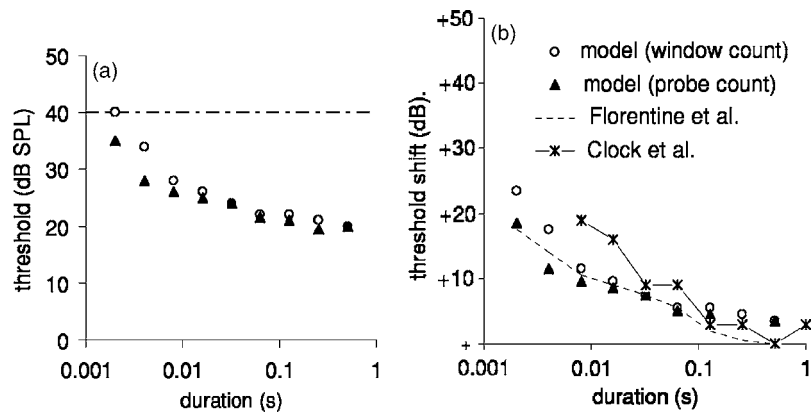 (a)
50
40
30
20
10
0
threshold (dB SPL)
0.001
0.01
0.1
1
duration (s)
(b)
+50
+40
+30
+20
+10
+
threshold shift (dB).
model (window count)
model (probe count)
Florentine et al.
Clock et al.
0.001
0.01
0.1
1
duration (s)